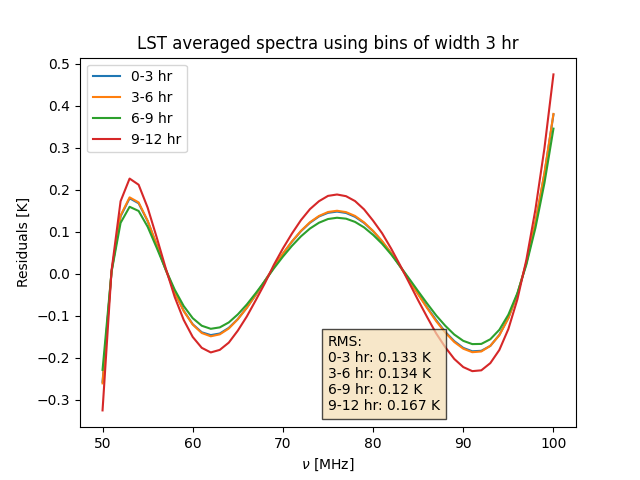 LST averaged spectra using bins of width 3 hr
0.5
0.4
0.3
0.2
0.1
0.0
−0.1
−0.2
−0.3
Residuals [K]
0-3 hr
3-6 hr
6-9 hr
9-12 hr
RMS:
0-3 hr: 0.133 K
3-6 hr: 0.134 K
6-9 hr: 0.12 K
9-12 hr: 0.167 K
50 60 70 80 90 100
ν [MHz]